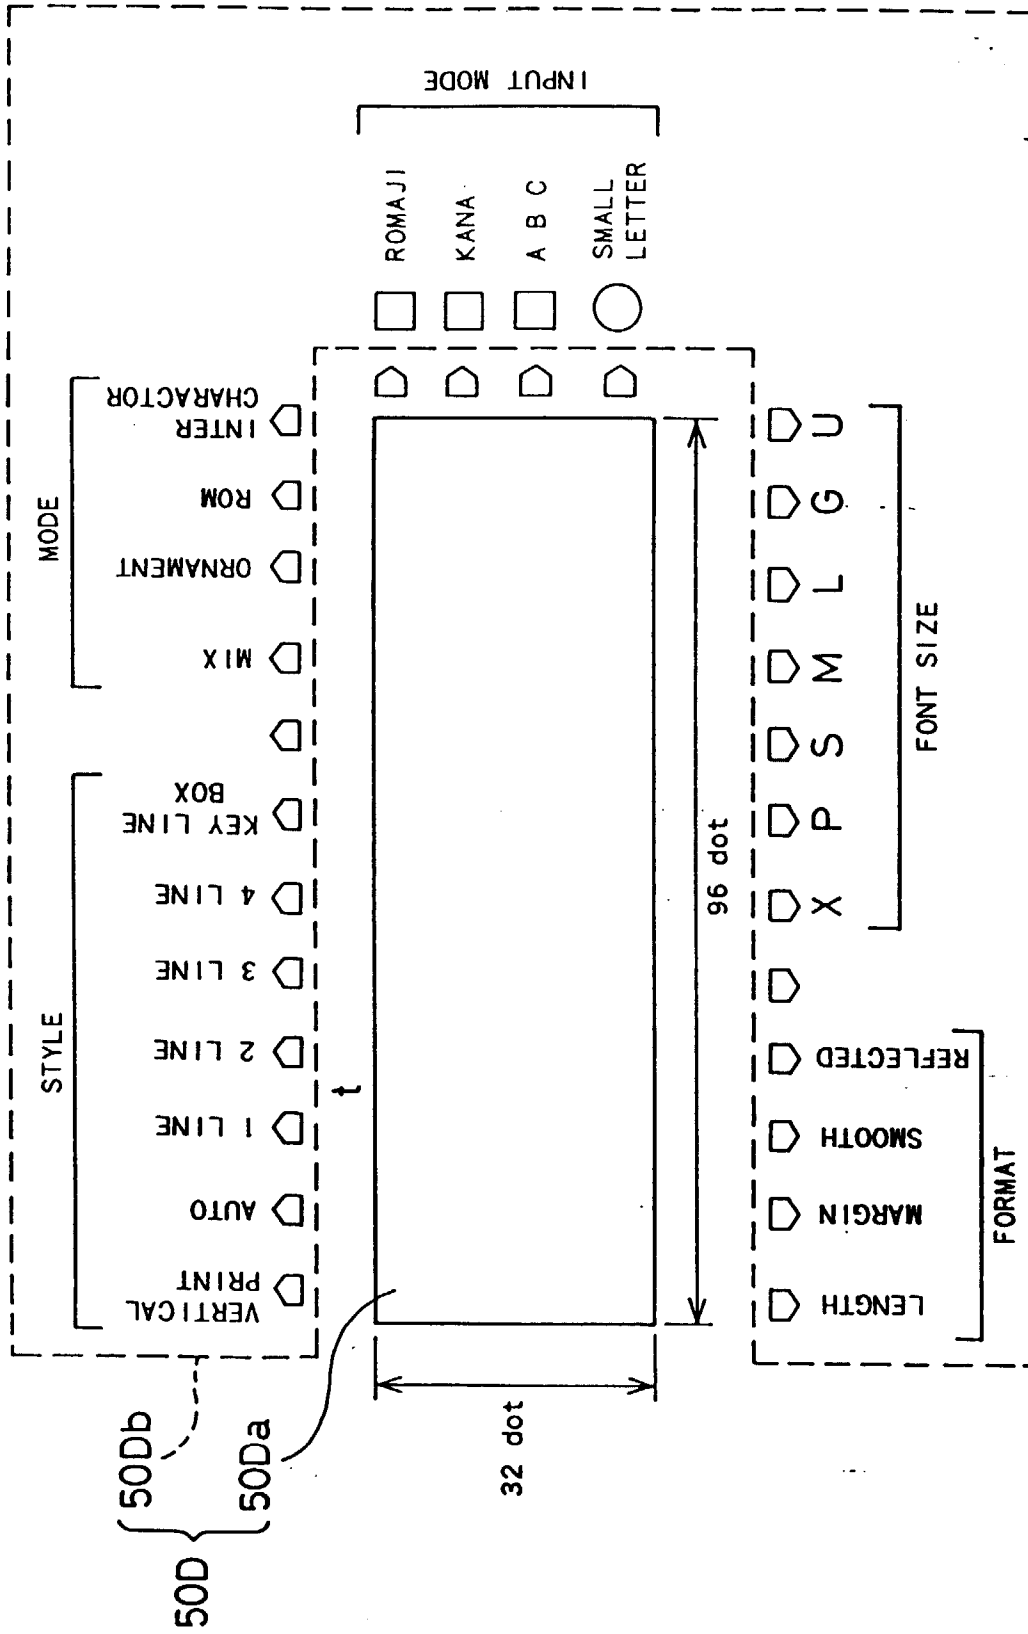 50D
50Db
50Da
STYLE
MODE
VERTICAL
PRINT
AUTO
1 LINE
2 LINE
3 LINE
4 LINE
KEY LINE
BOX
MIX
ORNAMENT
ROM
INTER
CHARACTOR
t
INPUT MODE
ROMAJI
KANA
A B C
SMALL
LETTER
32 dot
96 dot
LENGTH
MARGIN
SMOOTH
REFLECTED
X
P
S
M
L
G
U
FORMAT
FONT SIZE